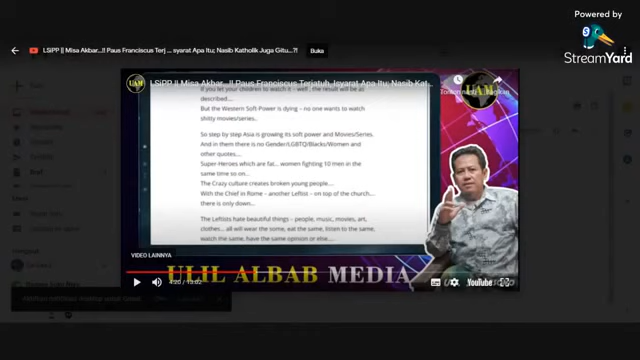 Powered by
StreamYard
LSiPP || Misa Akbar...!! Paus Franciscus Terj ... syarat Apa Itu; Nasib Katholik Juga Gitu...?!
Buka
UAM
LSiPP || Misa Akbar...!! Paus Franciscus Terjatuh, Isyarat Apa Itu; Nasib Kat...
If you let your children to watch it - well , the result will be as
described....
But the Western Soft Power is dying - no one wants to watch
shitty movies/series.
So step by step Asia is growing its soft power and Movies/Series.
And in them there is no Gender/LGBTQ/Blacks/Women and
other quotes....
Super-Heroes which are fat... women fighting 10 men in the
same time so on...
The Crazy culture creates broken young people....
With the Chief in Rome - another Leftist - on top of the church....
there is only down...
The Leftists hate beautiful things - people, music, movies, art,
clothes... all will wear the some, eat the same, listen to the same,
watch the same, have the same opinion or else....
VIDEO LAINNYA
ULIL ALBAB MEDIA
4:20 / 13:02
YouTube